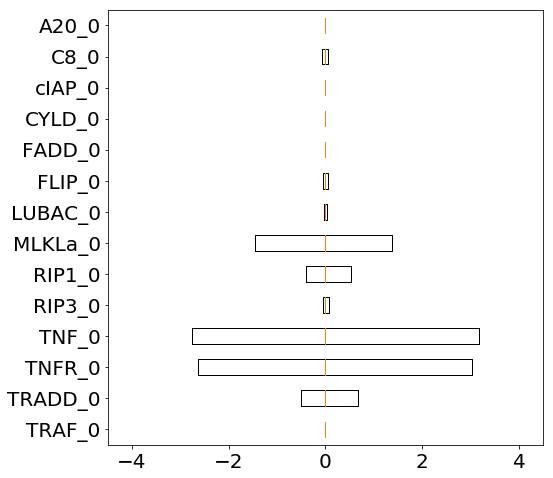 A20_0
C8_0
cIAP_0
CYLD_0
FADD_0
FLIP_0
LUBAC_0
MLKLa_0
RIP1_0
RIP3_0
TNF_0
TNFR_0
TRADD_0
TRAF_0
−4 −2 0 2 4